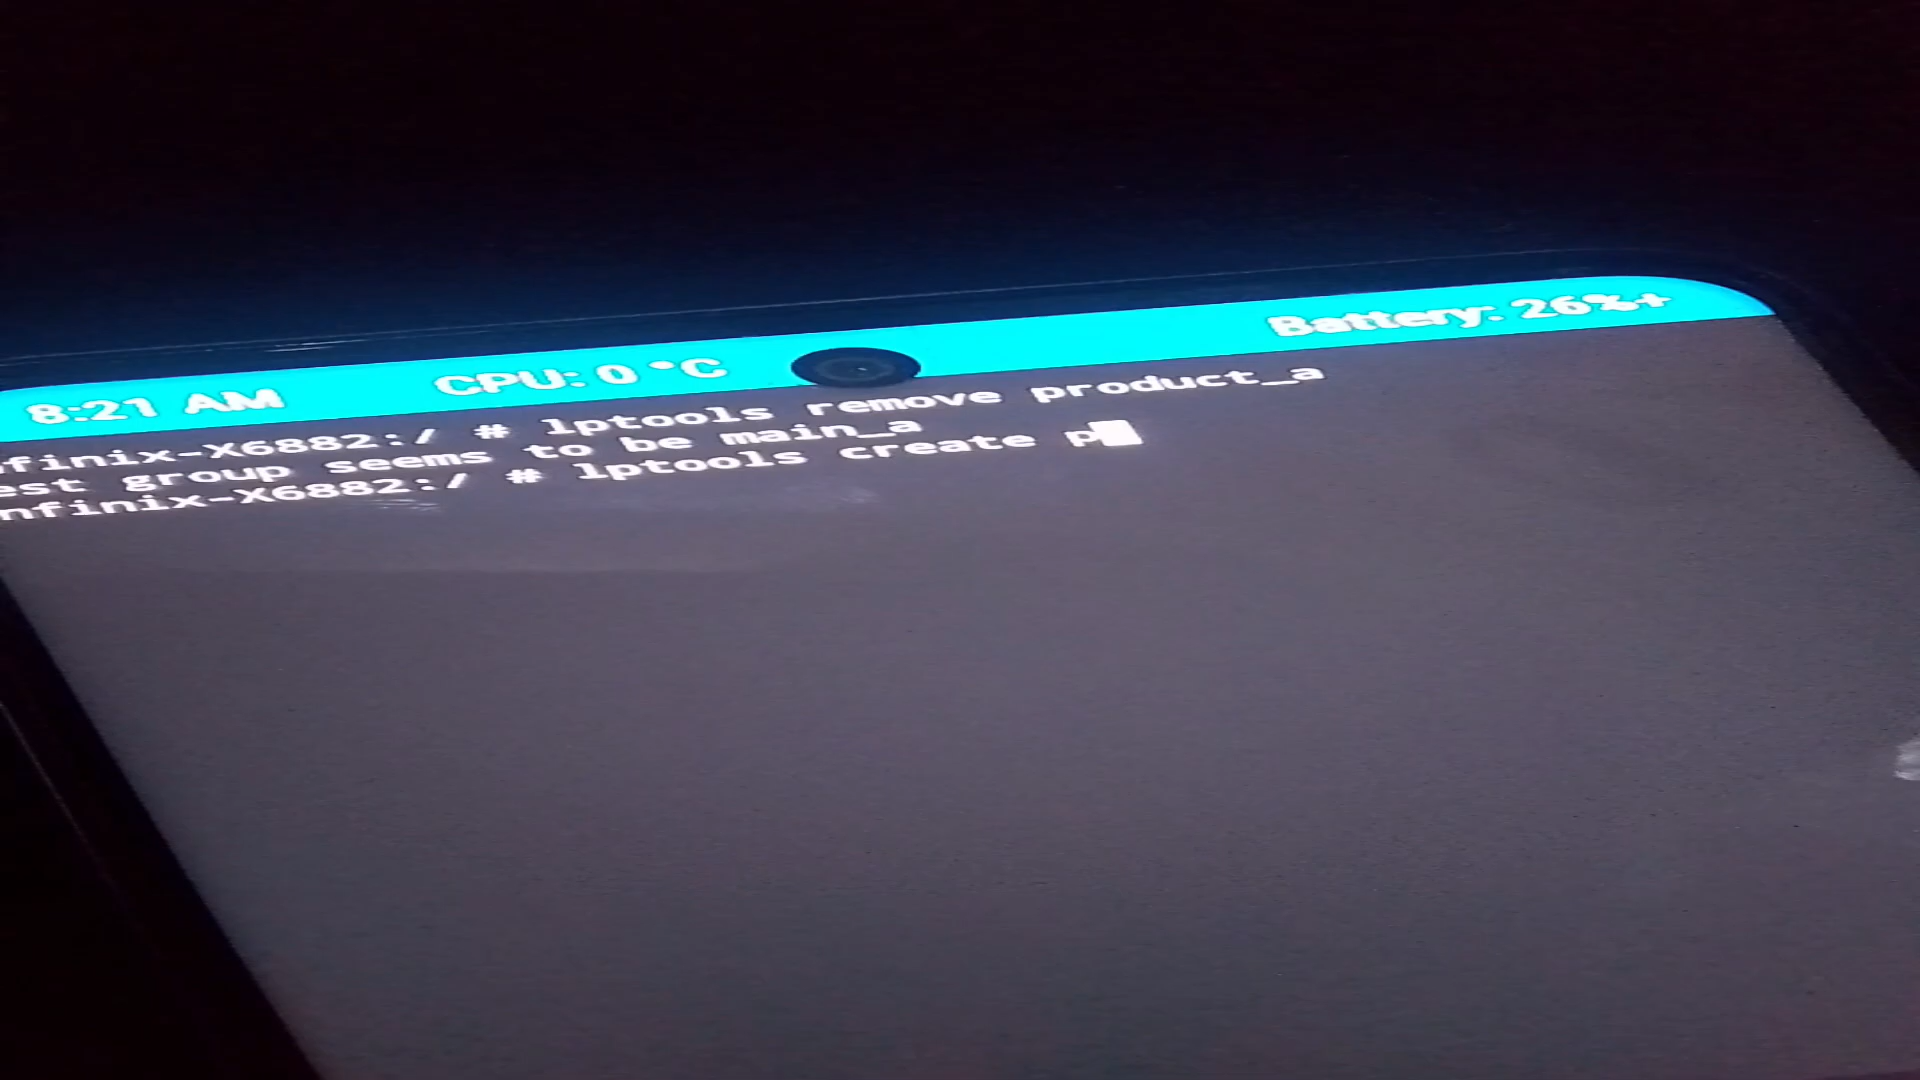 8:21 AM CPU: 0 °C Battery: 26%+
nfinix-X6882:/ # lptools remove product_a
est group seems to be main_a
nfinix-X6882:/ # lptools create p